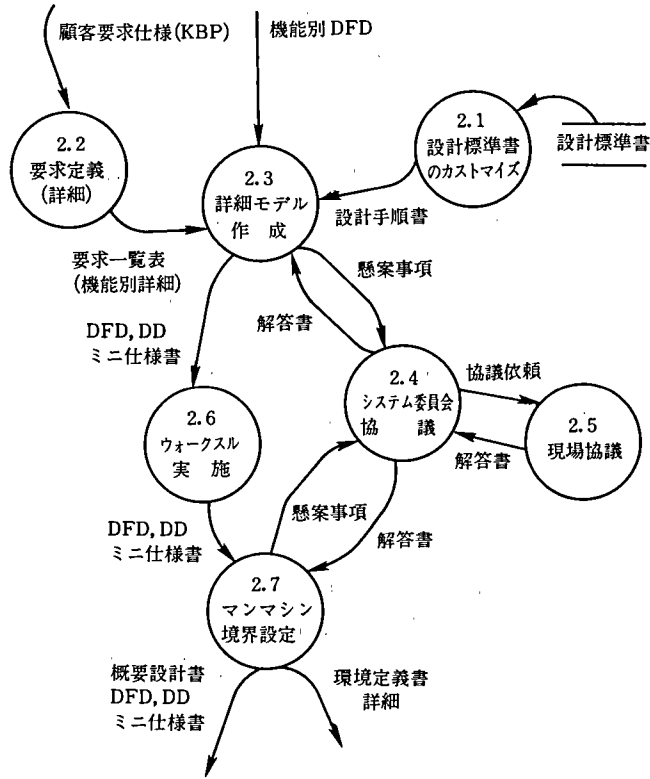 顧客要求仕様(KBP)
機能別DFD
2.1
設計標準書
のカストマイズ
設計標準書
2.2
要求定義
(詳細)
2.3
詳細モデル
作成
設計手順書
要求一覧表
(機能別詳細)
懸案事項
解答書
DFD, DD
ミニ仕様書
2.4
システム委員会
協議
協議依頼
2.5
現場協議
解答書
2.6
ウォークスル
実施
懸案事項
解答書
DFD, DD
ミニ仕様書
2.7
マンマシン
境界設定
概要設計書
DFD, DD
ミニ仕様書
環境定義書
詳細